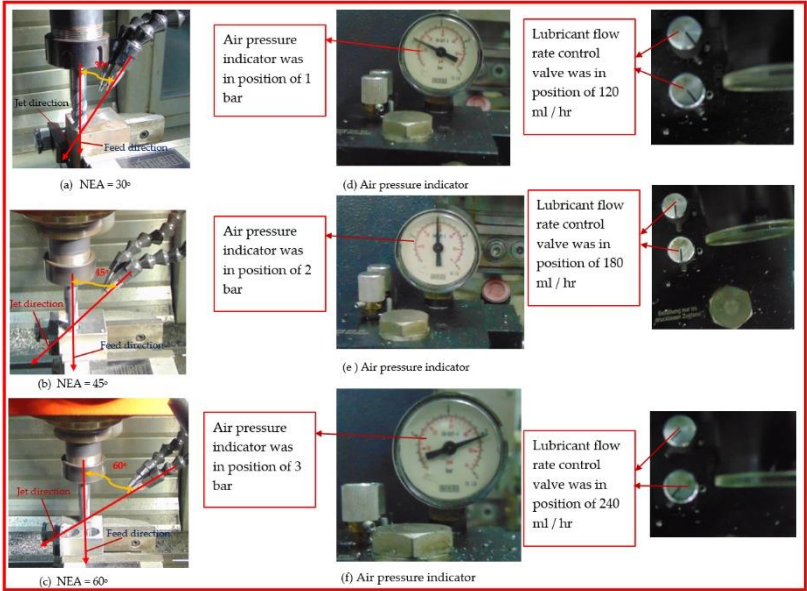 30°
Jet direction
Feed direction
(a) NEA = 30°
Air pressure
indicator was
in position of 1
bar
(d) Air pressure indicator
Lubricant flow
rate control
valve was in
position of 120
ml / hr
45°
Jet direction
Feed direction
(b) NEA = 45°
Air pressure
indicator was
in position of 2
bar
(e ) Air pressure indicator
Lubricant flow
rate control
valve was in
position of 180
ml / hr
60°
Jet direction
Feed direction
(c) NEA = 60°
Air pressure
indicator was
in position of 3
bar
(f) Air pressure indicator
Lubricant flow
rate control
valve was in
position of 240
ml / hr